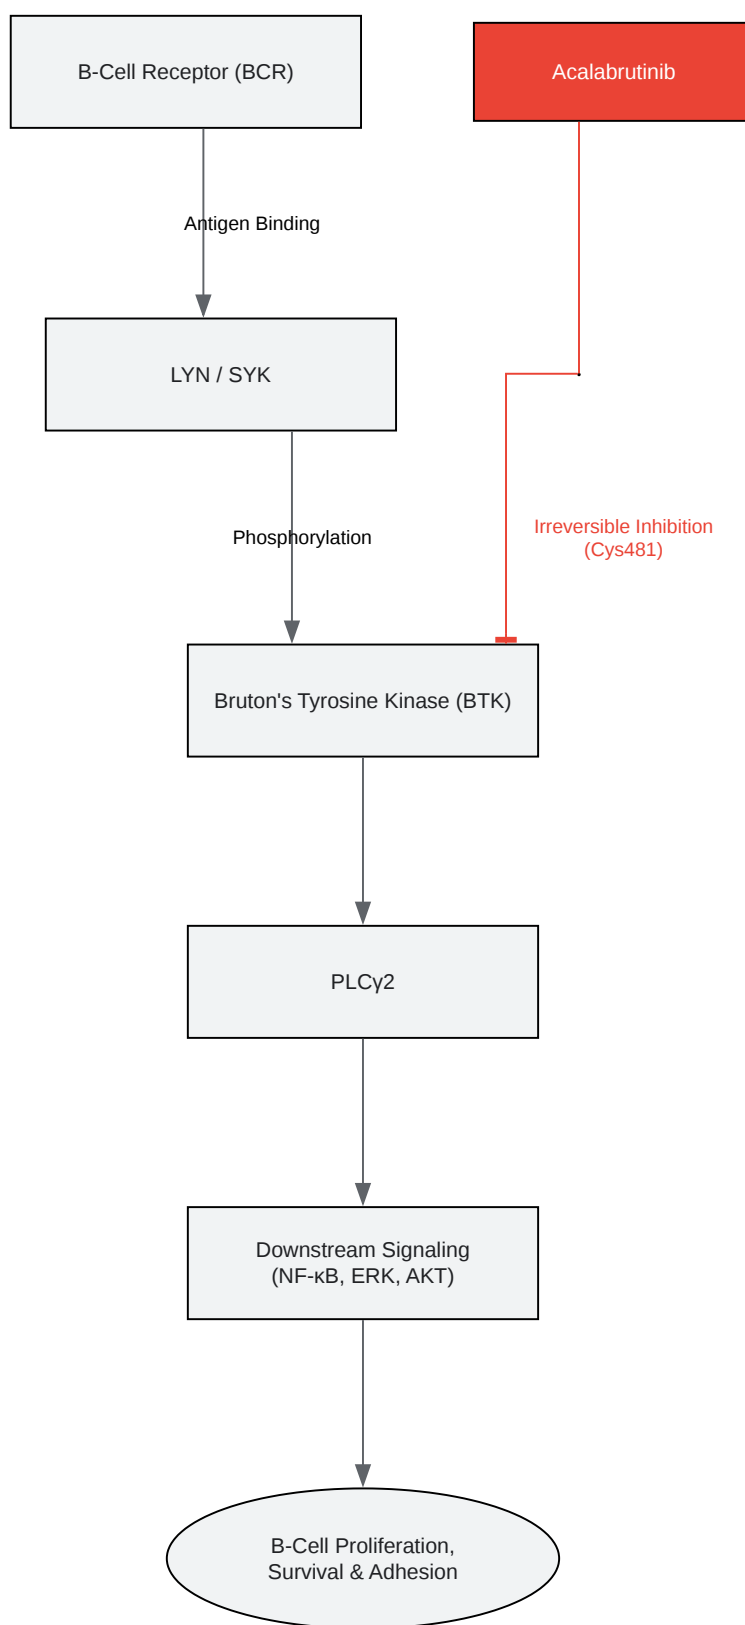 B-Cell Receptor (BCR)
Acalabrutinib
Antigen Binding
LYN / SYK
Phosphorylation
Irreversible Inhibition
(Cys481)
Bruton's Tyrosine Kinase (BTK)
PLCγ2
Downstream Signaling
(NF-κB, ERK, AKT)
B-Cell Proliferation,
Survival & Adhesion